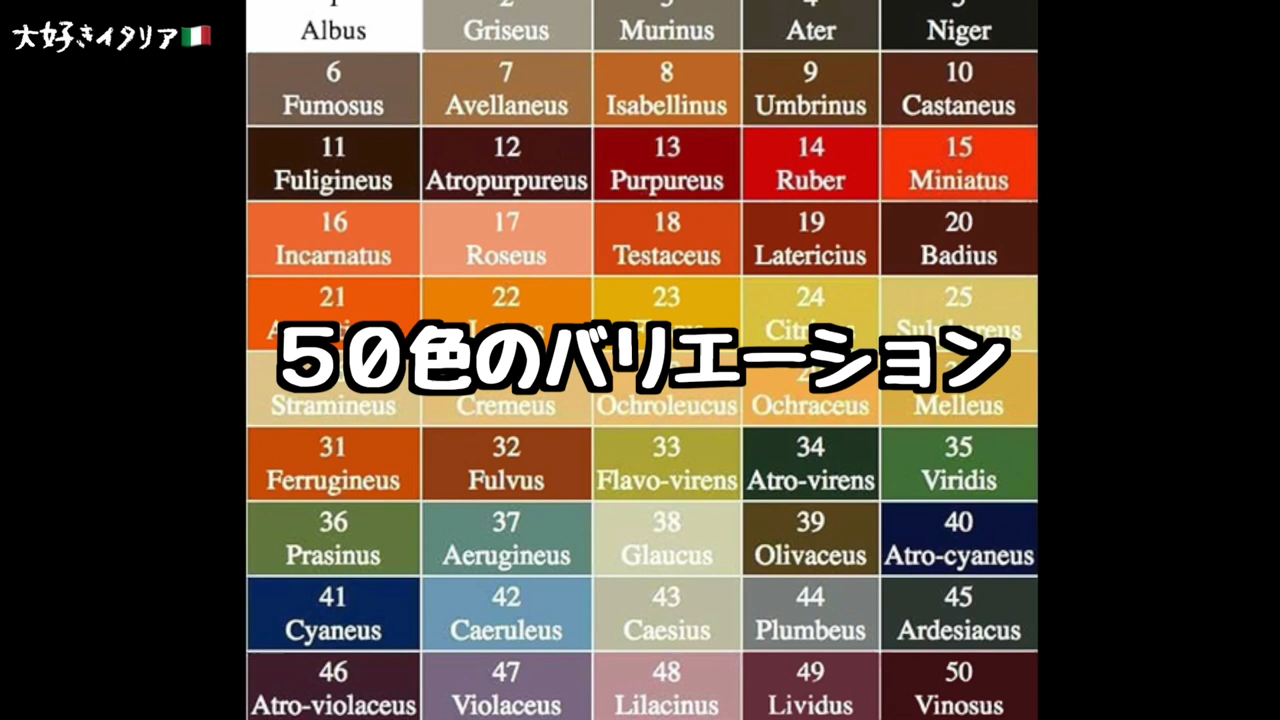 大好きイタリア🇮🇹
Albus Griseus Murinus Ater Niger
6 7 8 9 10
Fumosus Avellaneus Isabellinus Umbrinus Castaneus
11 12 13 14 15
Fuligineus Atropurpureus Purpureus Ruber Miniatus
16 17 18 19 20
Incarnatus Roseus Testaceus Latericius Badius
21 22 23 24 25
50色のバリエーション
Stramineus Cremeus Ochroleucus Ochraceus Melleus
31 32 33 34 35
Ferrugineus Fulvus Flavo-virens Atro-virens Viridis
36 37 38 39 40
Prasinus Aerugineus Glaucus Olivaceus Atro-cyaneus
41 42 43 44 45
Cyaneus Caeruleus Caesius Plumbeus Ardesiacus
46 47 48 49 50
Atro-violaceus Violaceus Lilacinus Lividus Vinosus